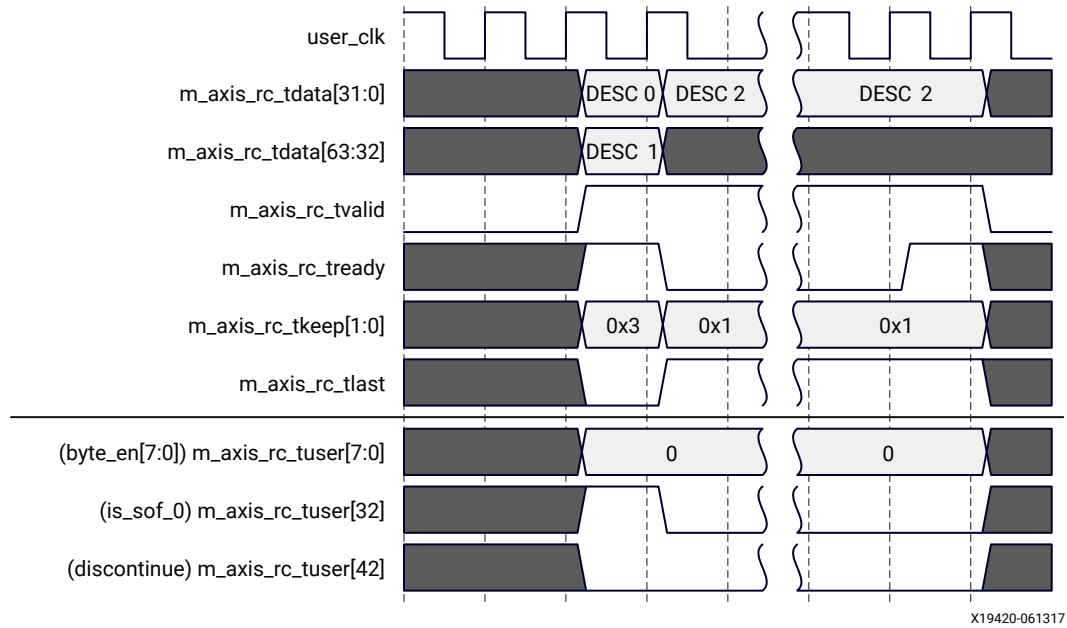 user_clk
m_axis_rc_tdata[31:0] DESC 0 DESC 2 DESC 2
m_axis_rc_tdata[63:32] DESC 1
m_axis_rc_tvalid
m_axis_rc_tready
m_axis_rc_tkeep[1:0] 0x3 0x1 0x1
m_axis_rc_tlast
(byte_en[7:0]) m_axis_rc_tuser[7:0] 0 0
(is_sof_0) m_axis_rc_tuser[32]
(discontinue) m_axis_rc_tuser[42]
X19420-061317